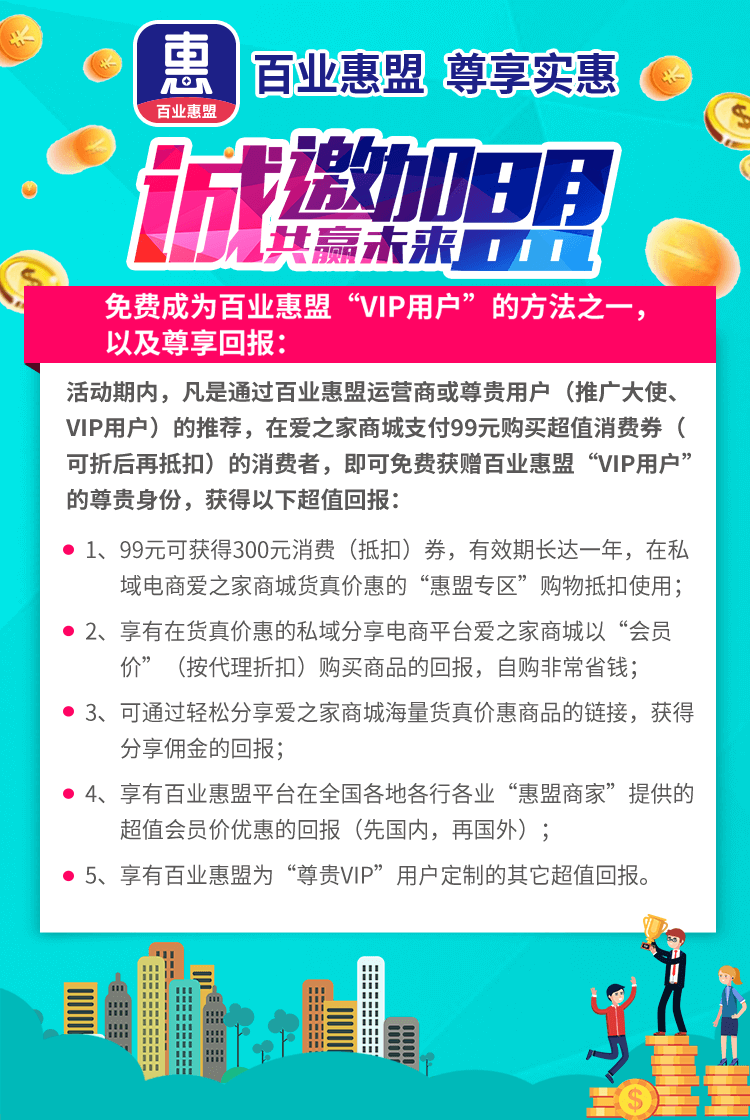 惠
百业惠盟
百业惠盟 尊享实惠
诚邀加盟
共赢未来
免费成为百业惠盟“VIP用户”的方法之一，
以及尊享回报：
活动期内，凡是通过百业惠盟运营商或尊贵用户（推广大使、
VIP用户）的推荐，在爱之家商城支付99元购买超值消费券（
可折后再抵扣）的消费者，即可免费获赠百业惠盟“VIP用户”
的尊贵身份，获得以下超值回报：
1、99元可获得300元消费（抵扣）券，有效期长达一年，在私
域电商爱之家商城货真价惠的“惠盟专区”购物抵扣使用；
2、享有在货真价惠的私域分享电商平台爱之家商城以“会员
价”（按代理折扣）购买商品的回报，自购非常省钱；
3、可通过轻松分享爱之家商城海量货真价惠商品的链接，获得
分享佣金的回报；
4、享有百业惠盟平台在全国各地各行各业“惠盟商家”提供的
超值会员价优惠的回报（先国内，再国外）；
5、享有百业惠盟为“尊贵VIP”用户定制的其它超值回报。